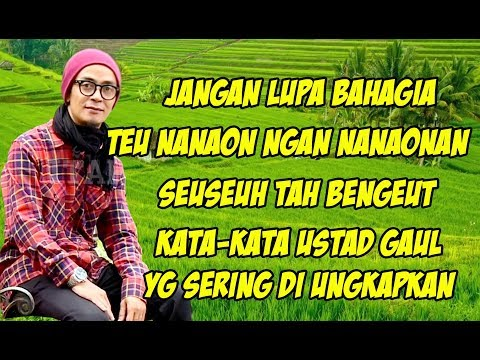 JANGAN LUPA BAHAGIA
TEU NANAON NGAN NANAONAN
SEUSEUH TAH BENGEUT
KATA-KATA USTAD GAUL
YG SERING DI UNGKAPKAN